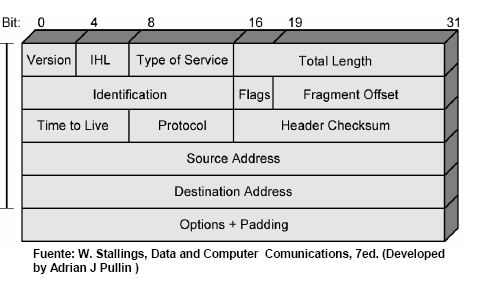 Bit: 0 4 8 16 19 31
Version IHL Type of Service Total Length
Identification Flags Fragment Offset
Time to Live Protocol Header Checksum
Source Address
Destination Address
Options + Padding
Fuente: W. Stallings, Data and Computer Comunications, 7ed. (Developed
by Adrian J Pullin )